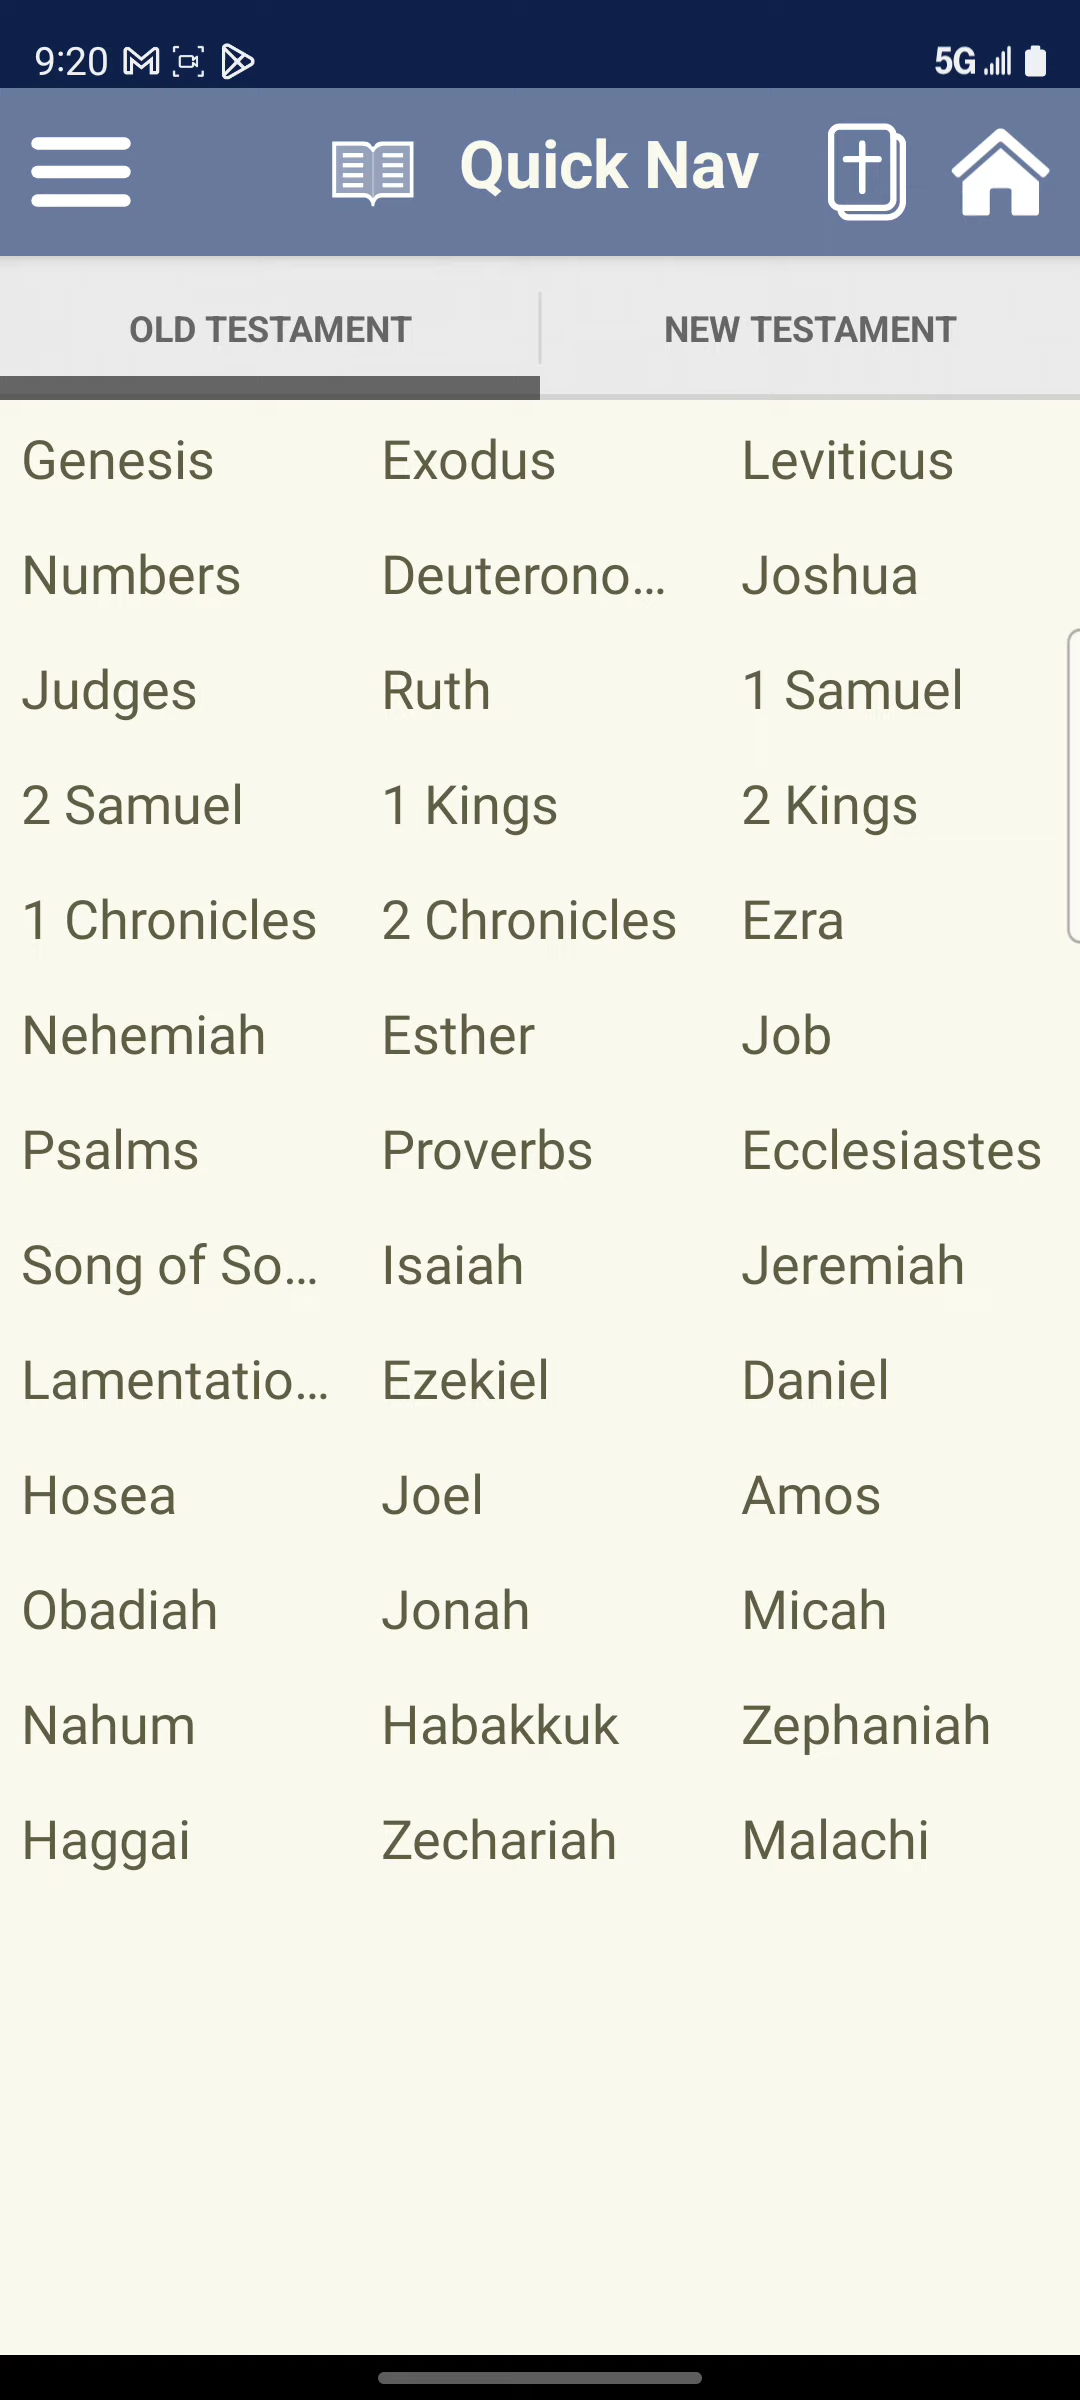 9:20 5G
Quick Nav
OLD TESTAMENT NEW TESTAMENT
Genesis Exodus Leviticus
Numbers Deuterono... Joshua
Judges Ruth 1 Samuel
2 Samuel 1 Kings 2 Kings
1 Chronicles 2 Chronicles Ezra
Nehemiah Esther Job
Psalms Proverbs Ecclesiastes
Song of So... Isaiah Jeremiah
Lamentatio... Ezekiel Daniel
Hosea Joel Amos
Obadiah Jonah Micah
Nahum Habakkuk Zephaniah
Haggai Zechariah Malachi